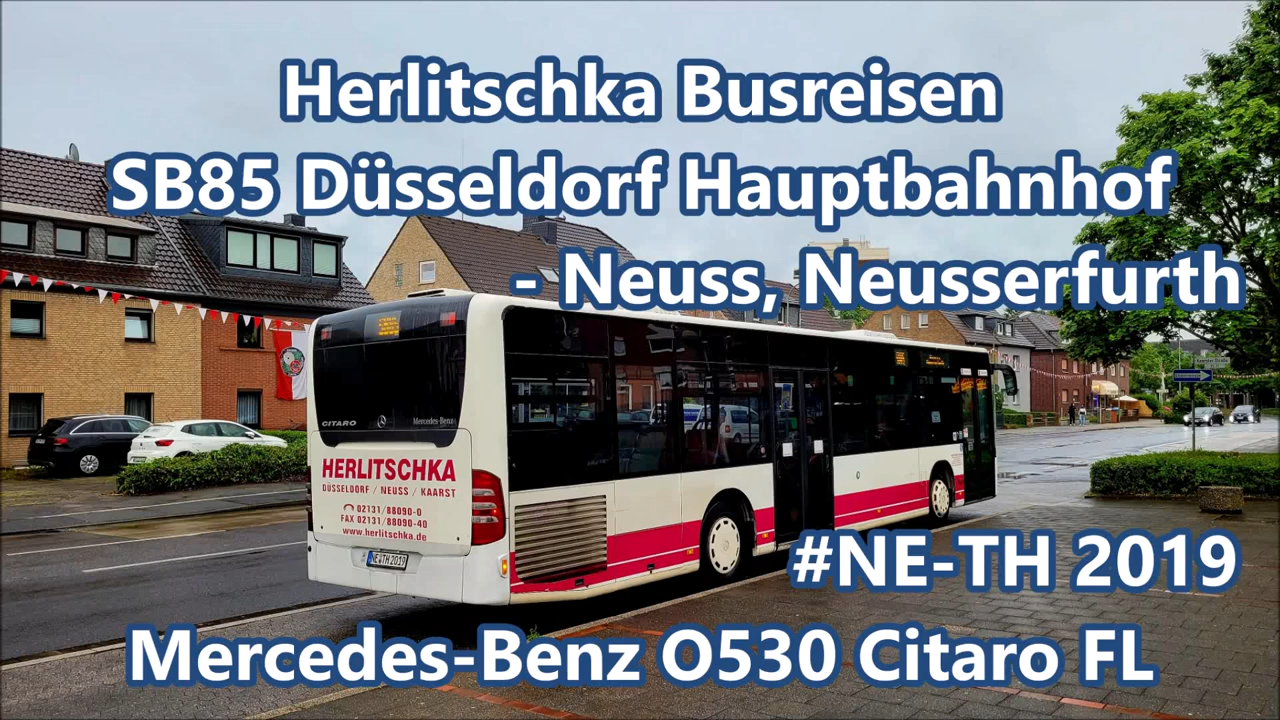 Herlitschka Busreisen
SB85 Düsseldorf Hauptbahnhof
- Neuss, Neusserfurth
CITARO
Mercedes-Benz
HERLITSCHKA
DÜSSELDORF / NEUSS / KAARST
02131/88090-0
FAX 02131/88090-40
www.herlitschka.de
NE TH 2019
#NE-TH 2019
Mercedes-Benz O530 Citaro FL